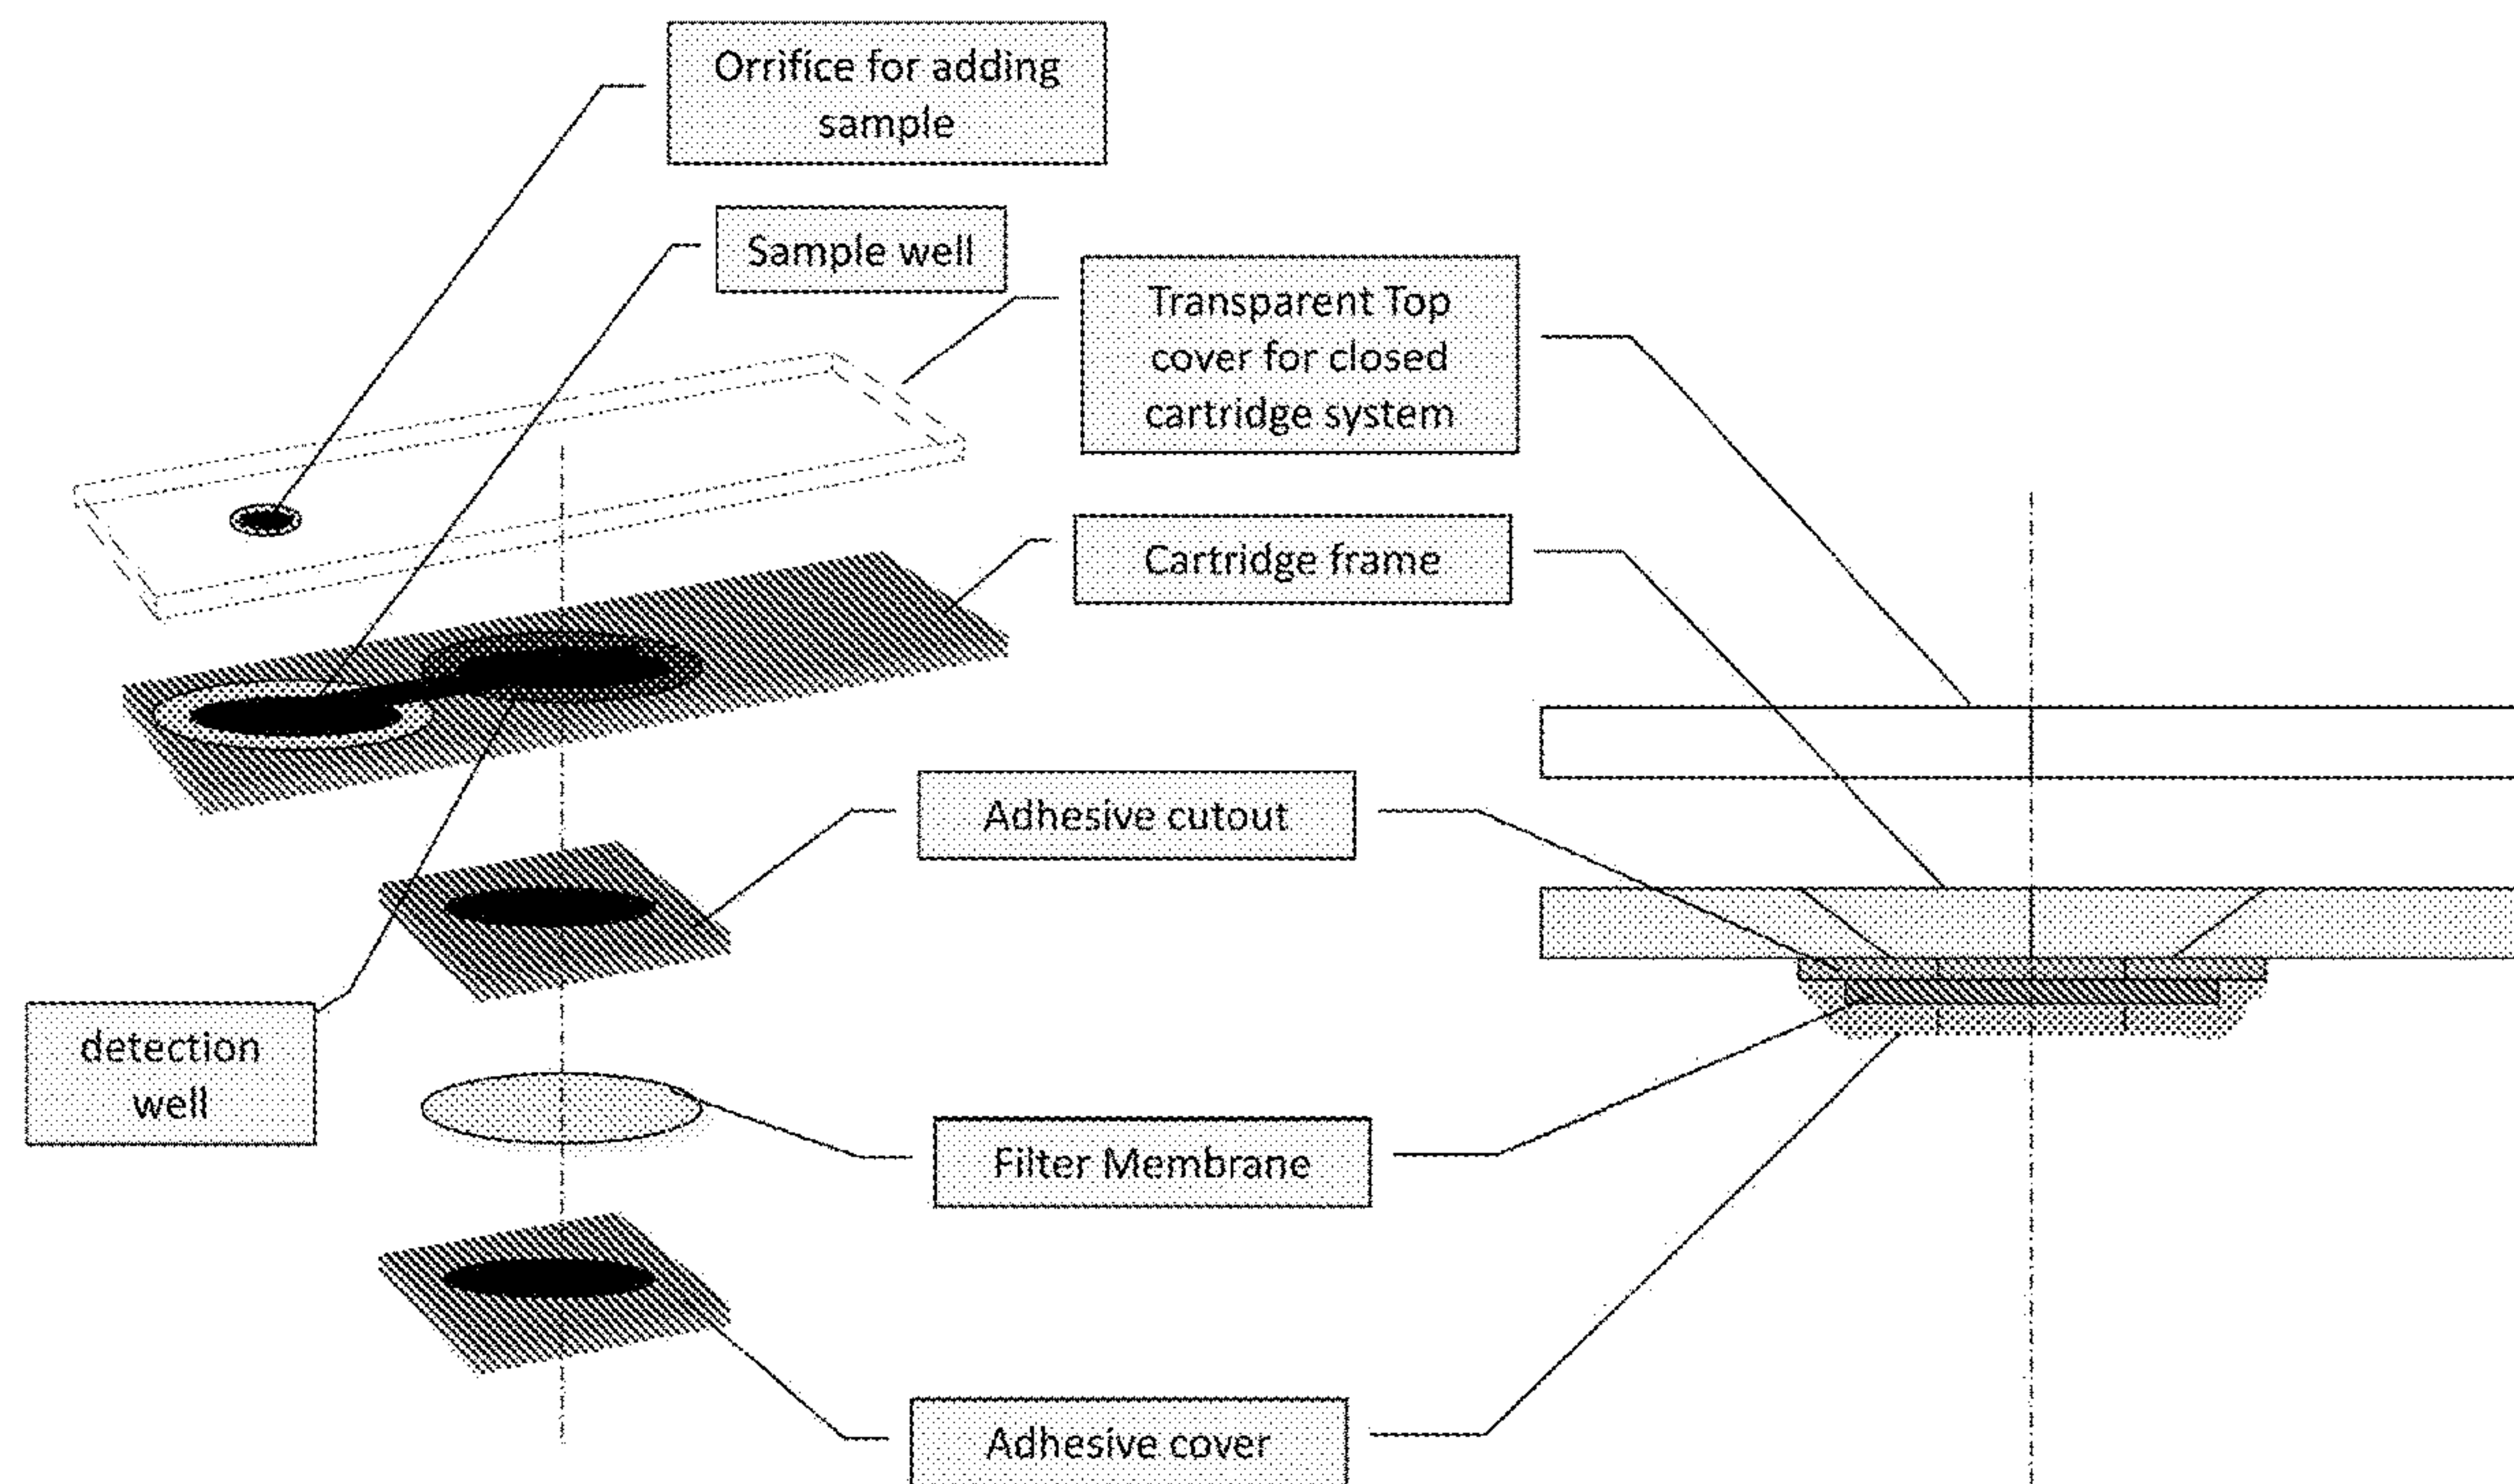 Orrifice for adding
sample
Sample well
Transparent Top
cover for closed
cartridge system
Cartridge frame
Adhesive cutout
detection
well
Filter Membrane
Adhesive cover